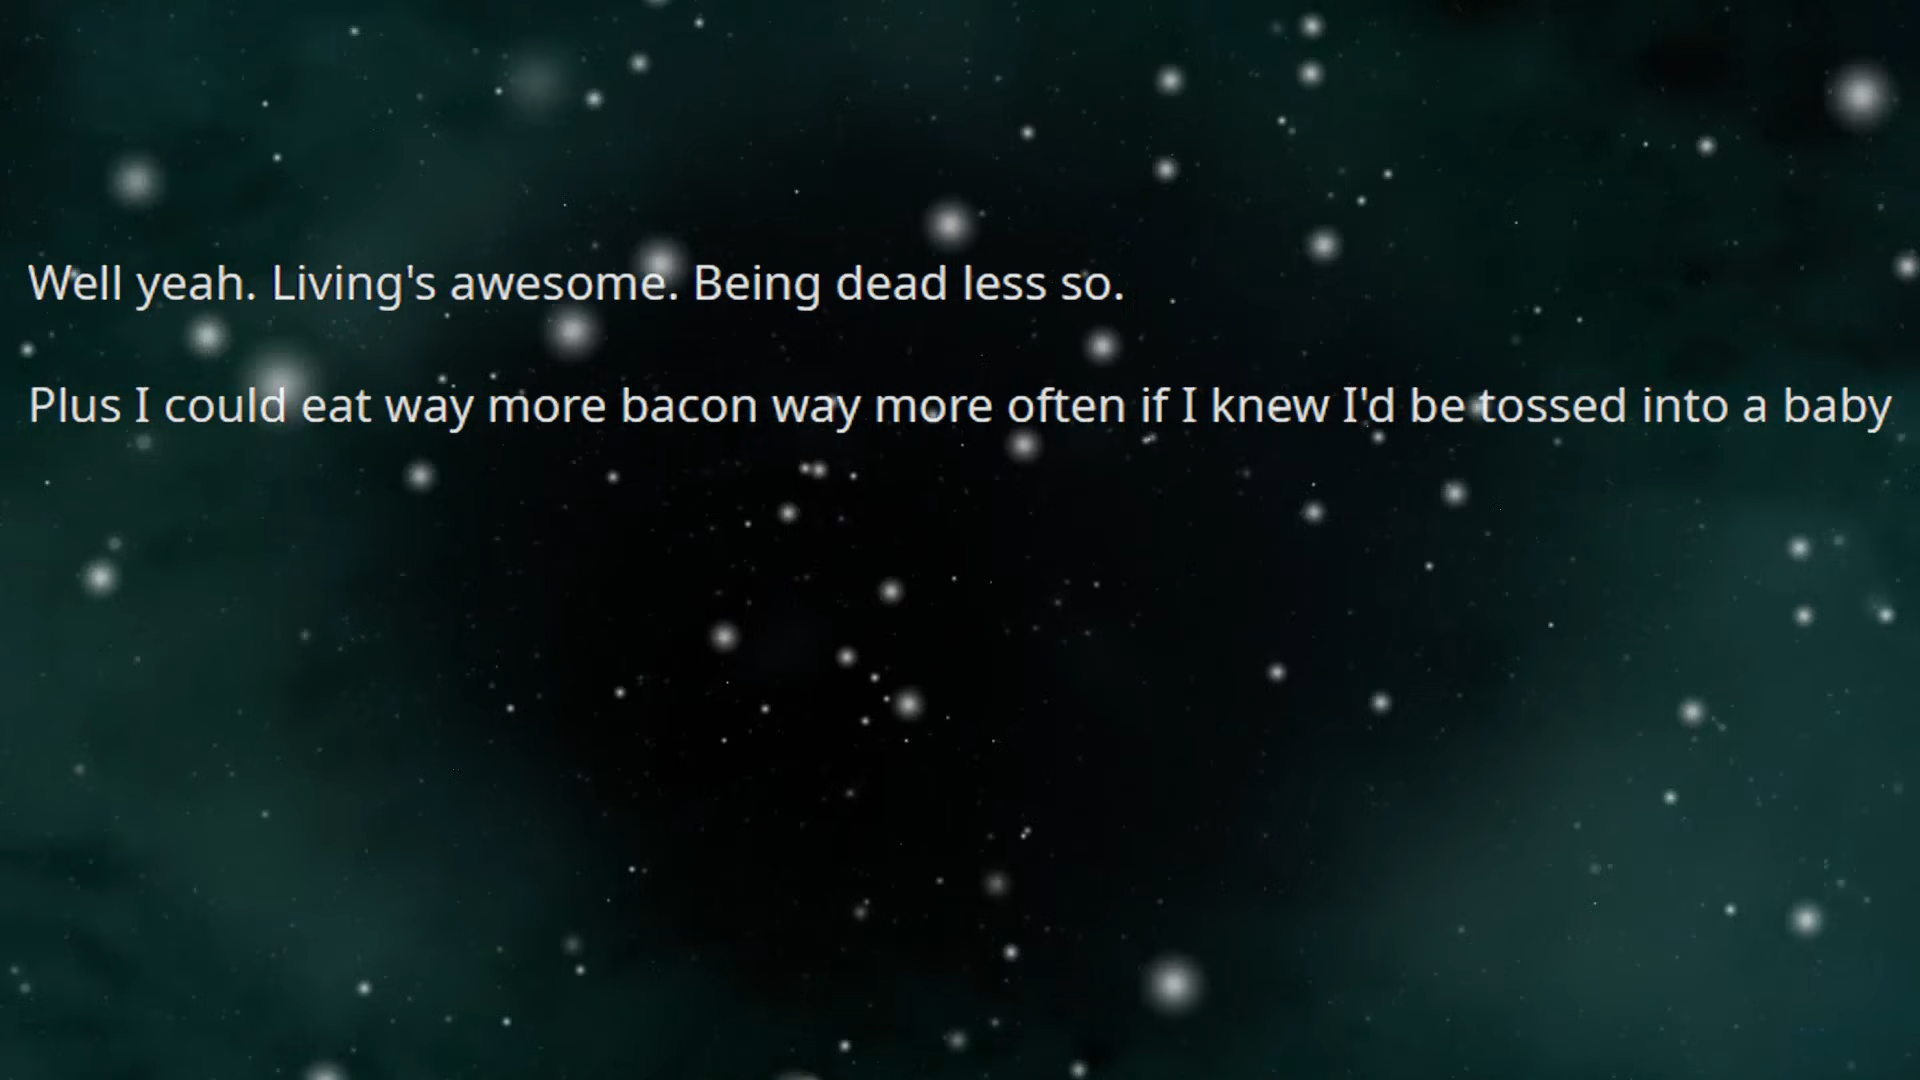 Well yeah. Living's awesome. Being dead less so.
Plus I could eat way more bacon way more often if I knew I'd be tossed into a baby